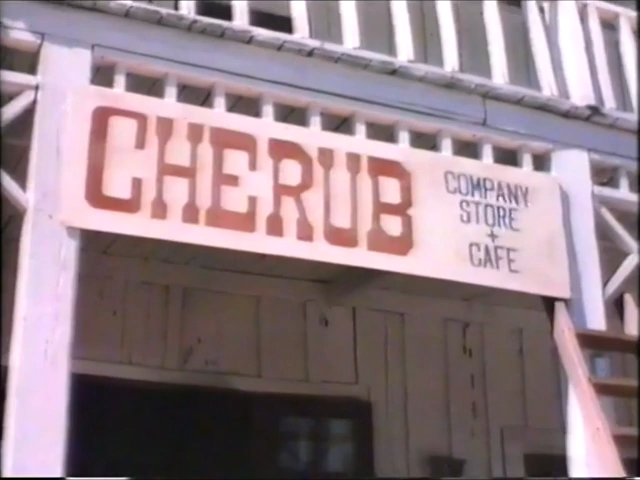 CHERUB
COMPANY
STORE
+
CAFE